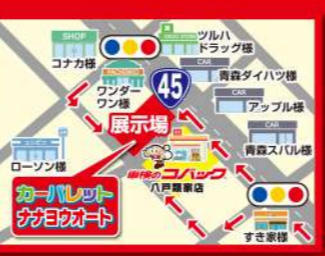 SHOP
コナカ様
DRUG STORE
ツルハ
ドラッグ様
CAR
青森ダイハツ様
PACHINKO
ワンダー
ワン様
45
CAR
アップル様
展示場
CAR
青森スバル様
ローソン様
車検のコバック
八戸類家店
カーパレット
ナナヨウオート
すき家様